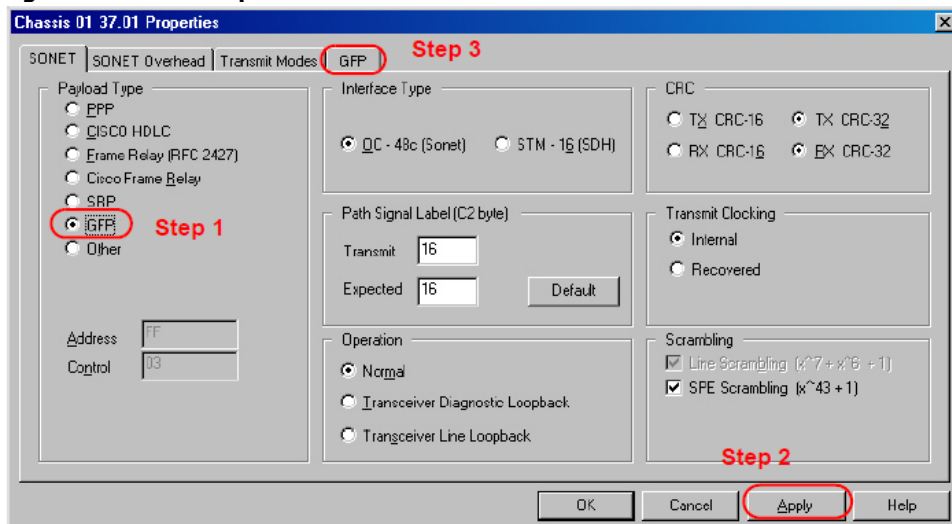 Chassis 01 37.01 Properties
SONET SONET Overhead Transmit Modes GFP Step 3
Payload Type
PPP
CISCO HDLC
Frame Relay (RFC 2427)
Cisco Frame Relay
SRP
GFP Step 1
Other
Address FF
Control 03
Interface Type
OC - 48c (Sonet) STM - 16 (SDH)
Path Signal Label (C2 byte)
Transmit 16
Expected 16 Default
Operation
Normal
Transceiver Diagnostic Loopback
Transceiver Line Loopback
CRC
TX CRC-16 TX CRC-32
RX CRC-16 RX CRC-32
Transmit Clocking
Internal
Recovered
Scrambling
Line Scrambling (x^7 + x^6 + 1)
SPE Scrambling (x^43 + 1)
Step 2
OK Cancel Apply Help